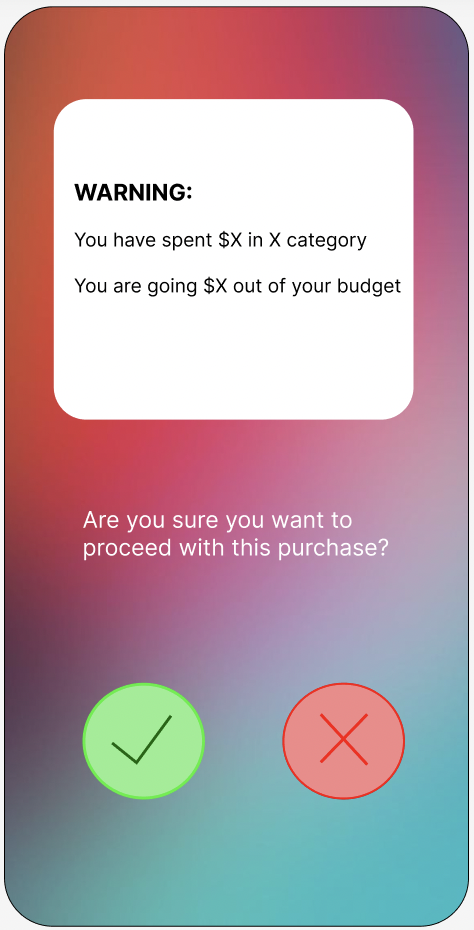 WARNING:
You have spent $X in X category
You are going $X out of your budget
Are you sure you want to
proceed with this purchase?